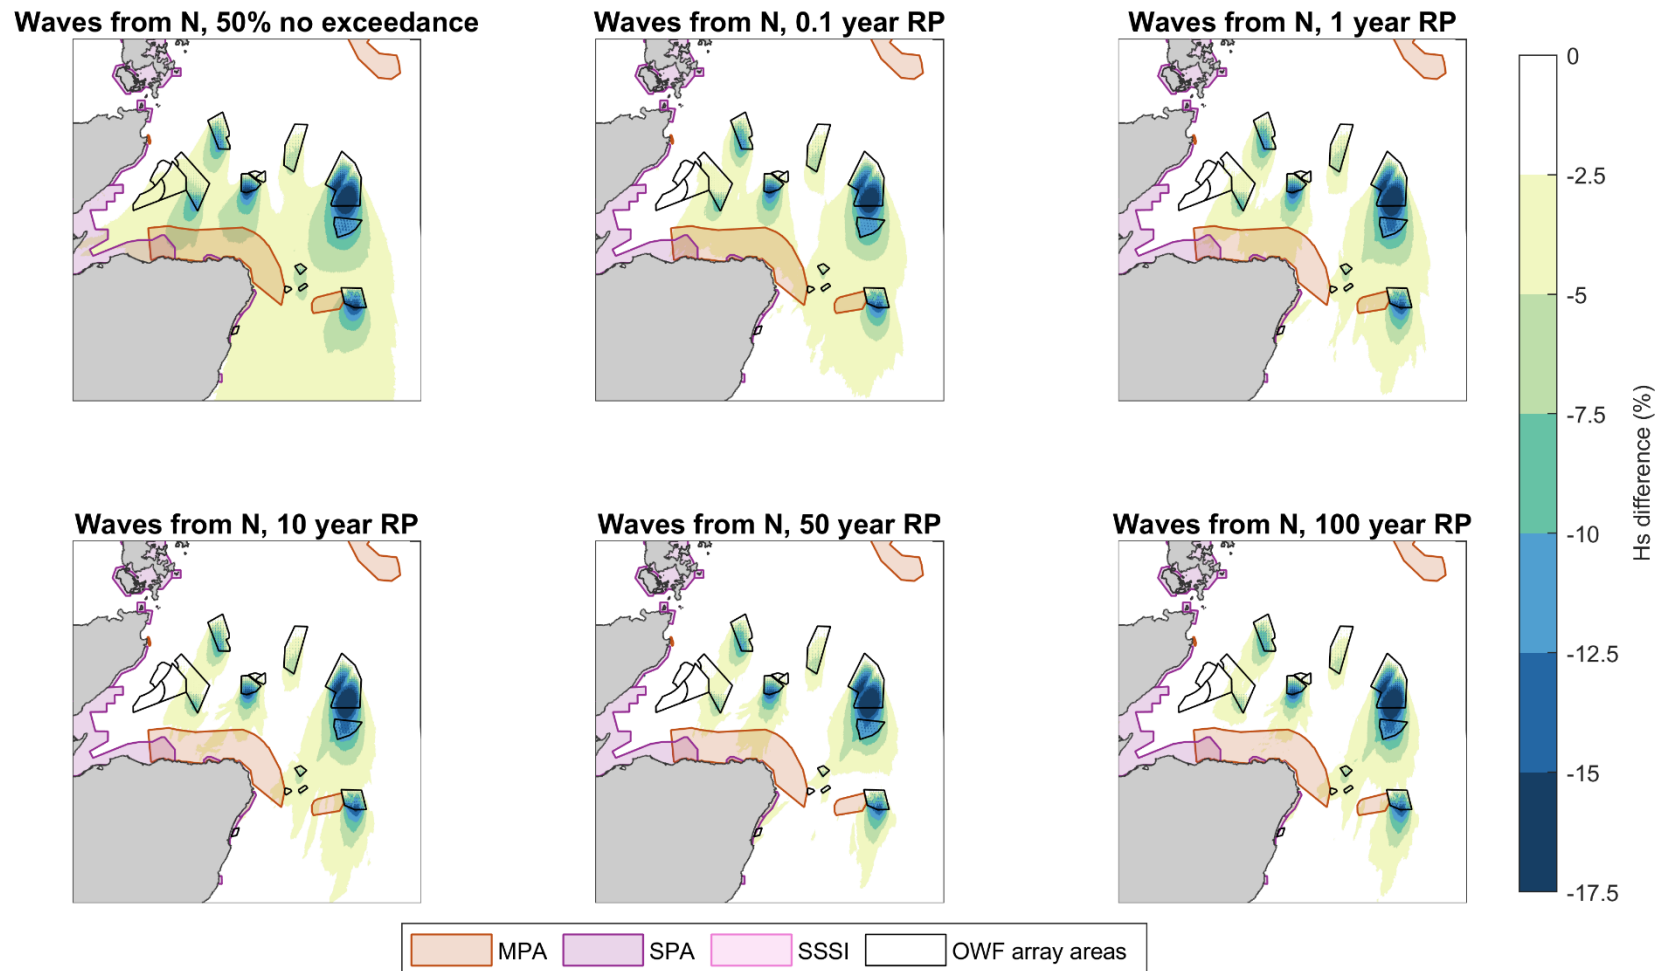 Waves from N, 50% no exceedance
Waves from N, 0.1 year RP
Waves from N, 1 year RP
0
-2.5
-5
-7.5
-10
-12.5
-15
-17.5
Hs difference (%)
Waves from N, 10 year RP
Waves from N, 50 year RP
Waves from N, 100 year RP
MPA
SPA
SSSI
OWF array areas